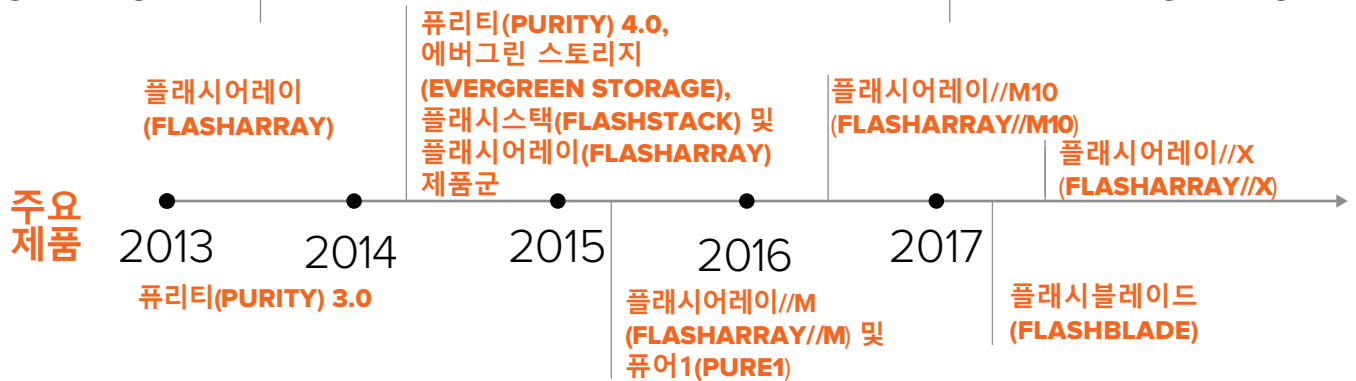 퓨리티(PURITY) 4.0,
에버그린 스토리지
(EVERGREEN STORAGE),
플래시스택(FLASHSTACK) 및
플래시어레이(FLASHARRAY)
제품군
플래시어레이
(FLASHARRAY)
플래시어레이//M10
(FLASHARRAY//M10)
플래시어레이//X
(FLASHARRAY//X)
주요
제품
2013
2014
2015
2016
2017
퓨리티(PURITY) 3.0
플래시어레이//M
(FLASHARRAY//M) 및
퓨어1(PURE1)
플래시블레이드
(FLASHBLADE)